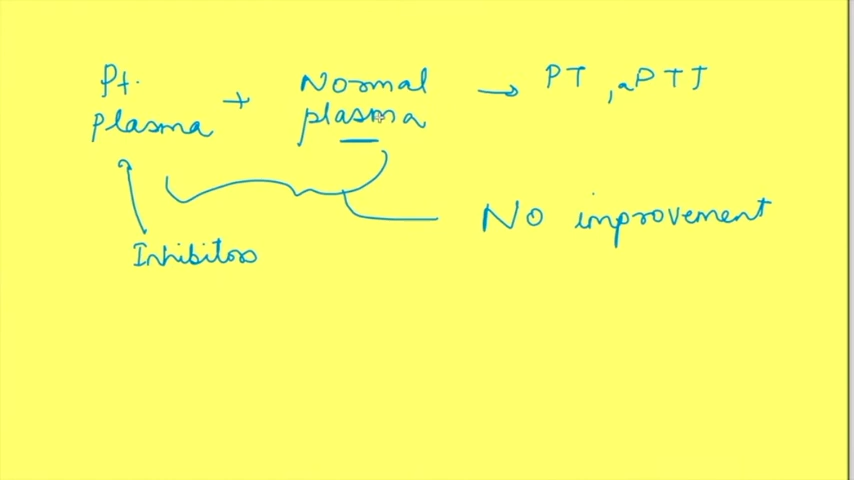 Pt. plasma + Normal plasma → PT, aPTT
No improvement
Inhibitors